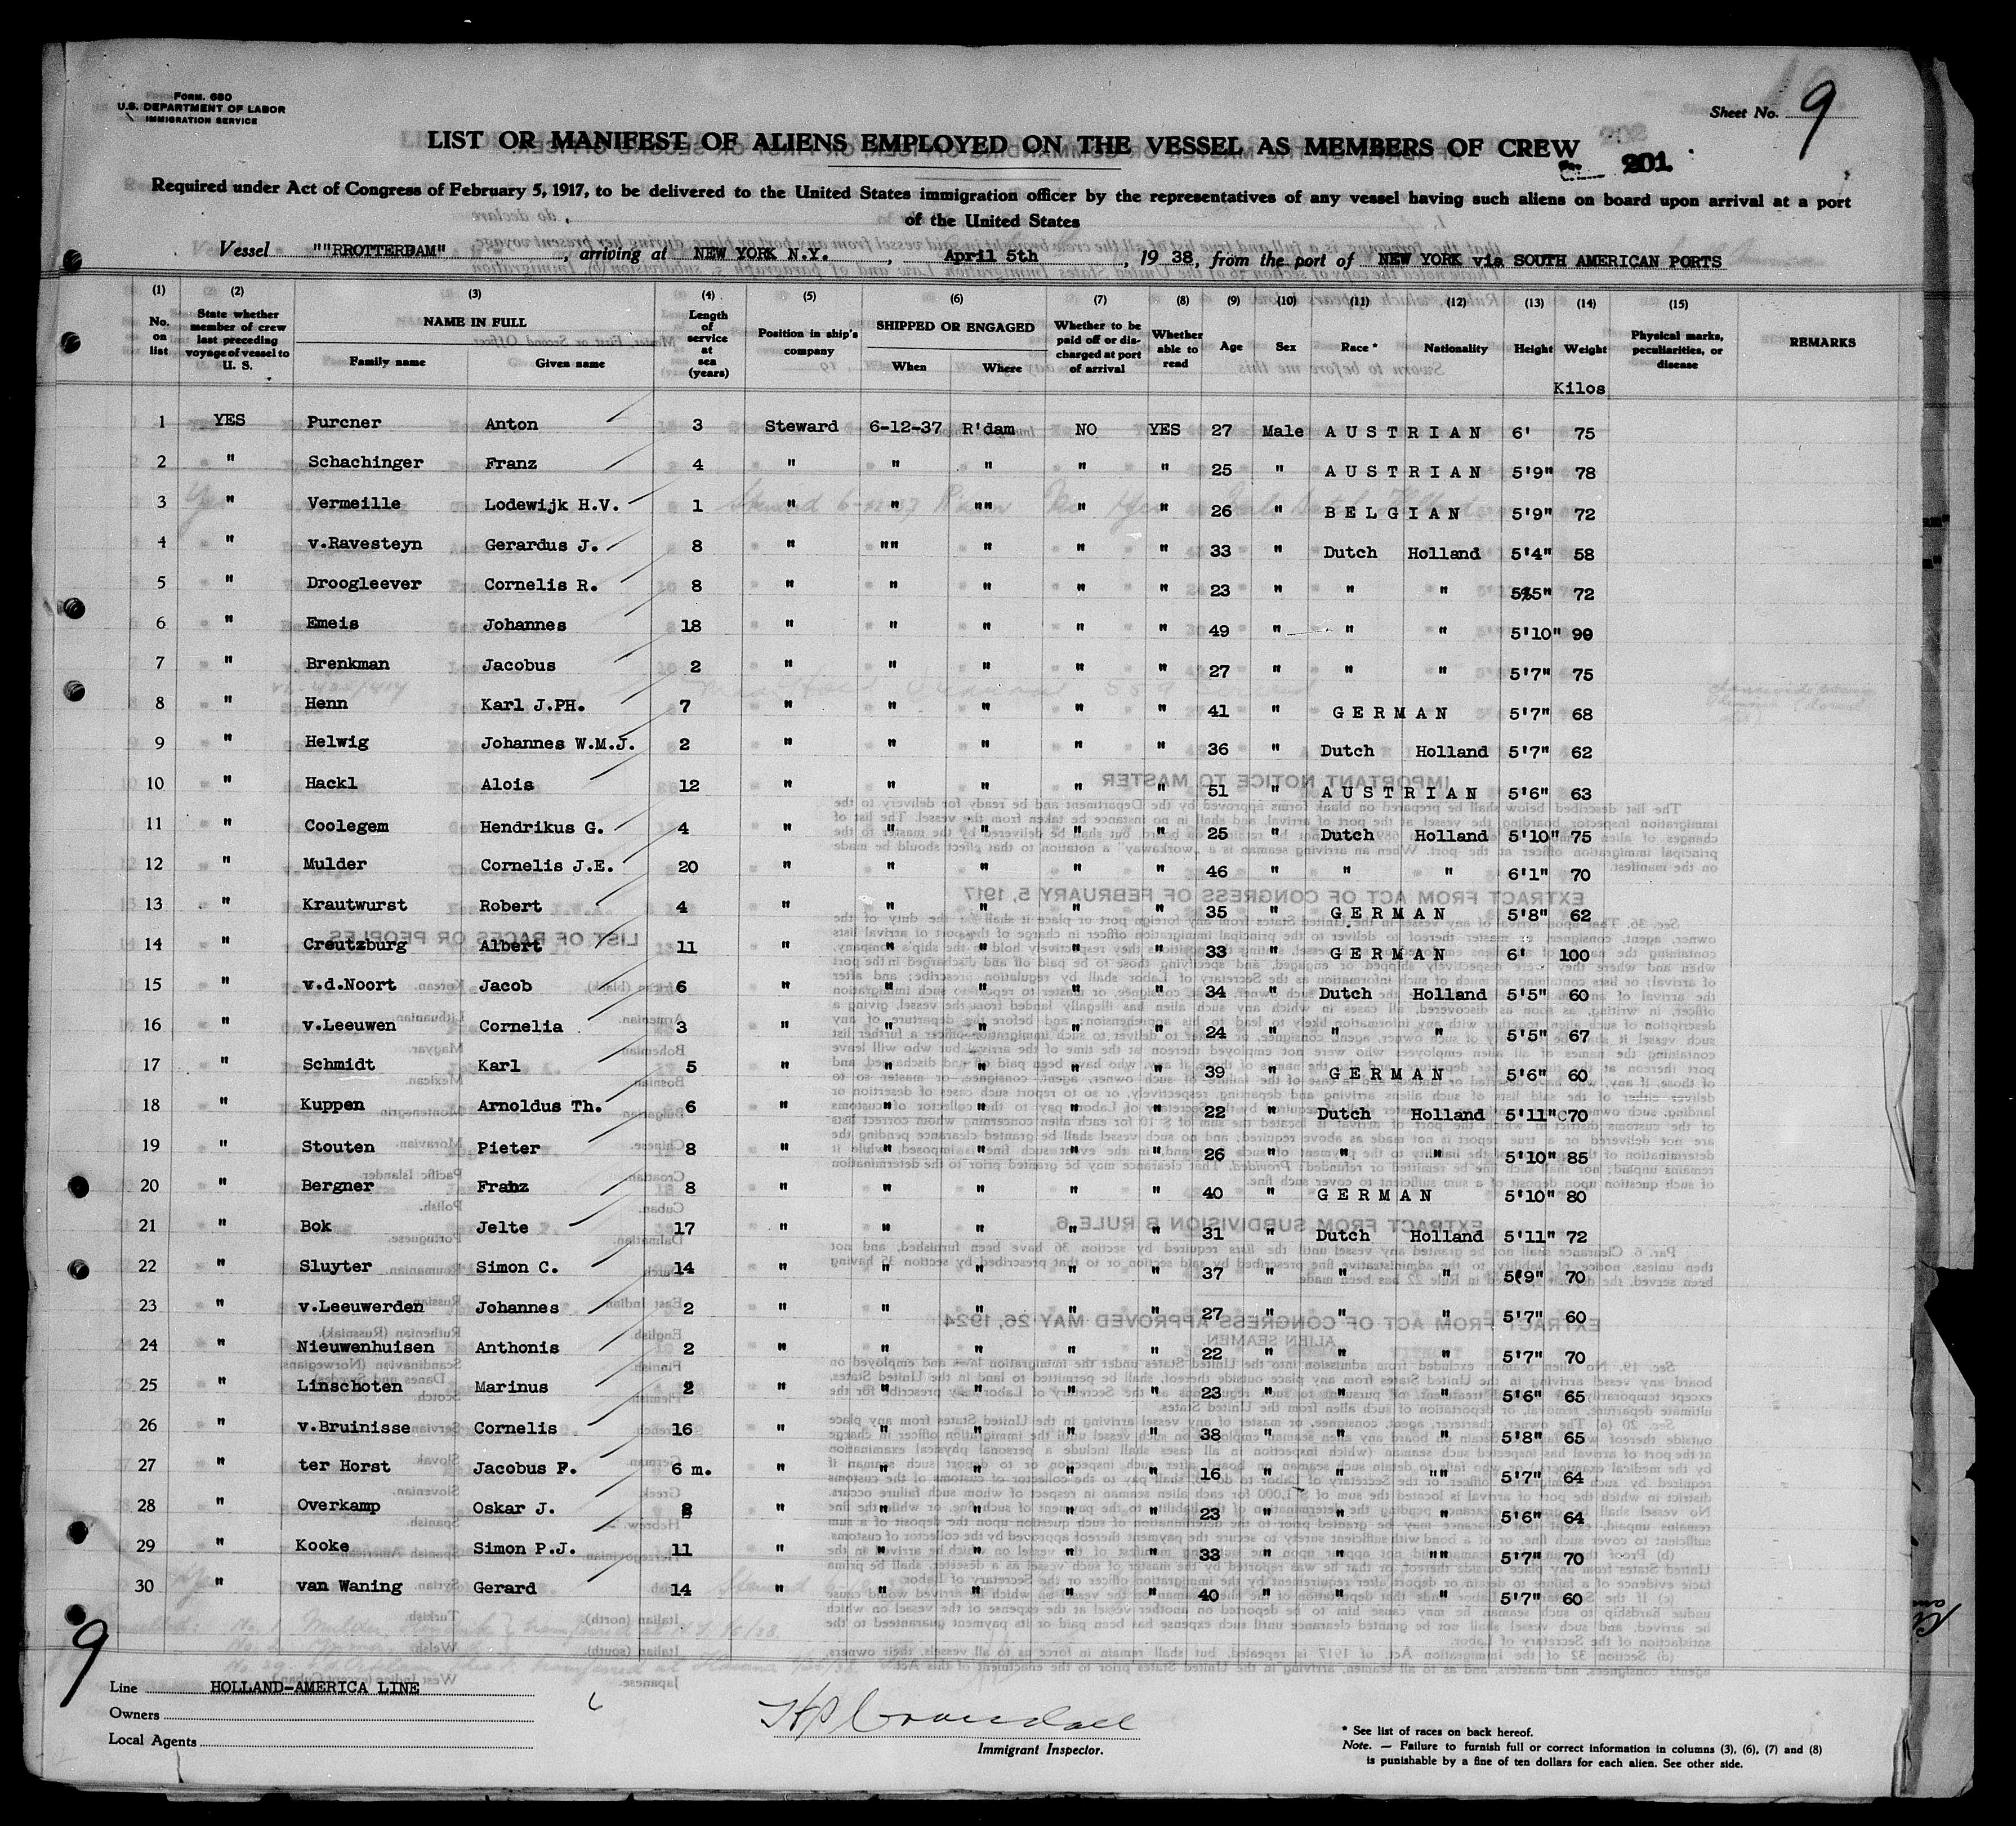 Form. 680
U.S. DEPARTMENT OF LABOR
IMMIGRATION SERVICE
Sheet No. 9
LIST OR MANIFEST OF ALIENS EMPLOYED ON THE VESSEL AS MEMBERS OF CREW
201.
Required under Act of Congress of February 5, 1917, to be delivered to the United States immigration officer by the representatives of any vessel having such aliens on board upon arrival at a port
of the United States
Vessel ""RROTTERDAM" , arriving at NEW YORK N.Y. , April 5th , 19 38, from the port of NEW YORK via SOUTH AMERICAN PORTS
(1) (2) (3) (4) (5) (6) (7) (8) (9) (10) (11) (12) (13) (14) (15)
No. on list | State whether member of crew last preceding voyage of vessel to U. S. | NAME IN FULL Family name Given name | Length of service at sea (years) | Position in ship's company | SHIPPED OR ENGAGED When Where | Whether to be paid off or discharged at port of arrival | Whether able to read | Age | Sex | Race * | Nationality | Height | Weight | Physical marks, peculiarities, or disease | REMARKS
Kilos
1 YES Purcner Anton 3 Steward 6-12-37 R'dam NO YES 27 Male AUSTRIAN 6' 75
2 " Schachinger Franz 4 " " " " " 25 " AUSTRIAN 5'9" 78
3 " Vermeille Lodewijk H.V. 1 " " "" " " 26 " BELGIAN 5'9" 72
4 " v.Ravesteyn Gerardus J. 8 " "" " " " 33 " Dutch Holland 5'4" 58
5 " Droogleever Cornelis R. 8 " " " " " 23 " " " 5'5" 72
6 " Emeis Johannes 18 " " " " " 49 " " " 5'10" 90
7 " Brenkman Jacobus 2 " " " " " 27 " " " 5'7" 75
8 " Henn Karl J.PH. 7 " " " " " 41 " GERMAN 5'7" 68
9 " Helwig Johannes W.M.J. 2 " " " " " 36 " Dutch Holland 5'7" 62
10 " Hackl Alois 12 " " " " " 51 " AUSTRIAN 5'6" 63
11 " Coolegem Hendrikus G. 4 " " " " " 25 " Dutch Holland 5'10" 75
12 " Mulder Cornelis J.E. 20 " " " " " 46 " " " 6'1" 70
13 " Krautwurst Robert 4 " " " " " 35 " GERMAN 5'8" 62
14 " Creutzburg Albert 11 " " " " " 33 " GERMAN 6' 100
15 " v.d.Noort Jacob 6 " " " " " 34 " Dutch Holland 5'5" 60
16 " v.Leeuwen Cornelia 3 " " " " " 24 " " " 5'5" 67
17 " Schmidt Karl 5 " " " " " 39 " GERMAN 5'6" 60
18 " Kuppen Arnoldus Th. 6 " " " " " 22 " Dutch Holland 5'11" 70
19 " Stouten Pieter 8 " " " " " 26 " " " 5'10" 85
20 " Bergner Franz 8 " " " " " 40 " GERMAN 5'10" 80
21 " Bok Jelte 17 " " " " " 31 " Dutch Holland 5'11" 72
22 " Sluyter Simon C. 14 " " " " " 37 " " " 5'9" 70
23 " v.Leeuwerden Johannes 2 " " " " " 27 " " " 5'7" 60
24 " Nieuwenhuisen Anthonis 2 " " " " " 22 " " " 5'7" 70
25 " Linschoten Marinus 2 " " " " " 23 " " " 5'6" 65
26 " v.Bruinisse Cornelis 16 " " " " " 38 " " " 5'8" 65
27 " ter Horst Jacobus F. 6 m. " " " " " 16 " " "" 5'7" 64
28 " Overkamp Oskar J. 8 " " " " " 23 " " " 5'6" 64
29 " Kooke Simon P.J. 11 " " " " " 33 " " "" 5'7" 70
30 " van Waning Gerard 14 " " " " " 40 " " " 5'7" 60
9
Line HOLLAND-AMERICA LINE
Owners
Local Agents
Immigrant Inspector.
* See list of races on back hereof.
Note. — Failure to furnish full or correct information in columns (3), (6), (7) and (8)
is punishable by a fine of ten dollars for each alien. See other side.